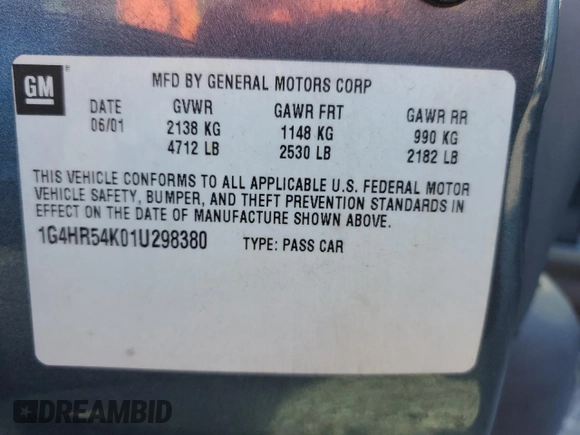 GM
MFD BY GENERAL MOTORS CORP
DATE GVWR GAWR FRT GAWR RR
06/01 2138 KG 1148 KG 990 KG
4712 LB 2530 LB 2182 LB
THIS VEHICLE CONFORMS TO ALL APPLICABLE U.S. FEDERAL MOTOR
VEHICLE SAFETY, BUMPER, AND THEFT PREVENTION STANDARDS IN
EFFECT ON THE DATE OF MANUFACTURE SHOWN ABOVE.
1G4HR54K01U298380 TYPE: PASS CAR
DREAMBID